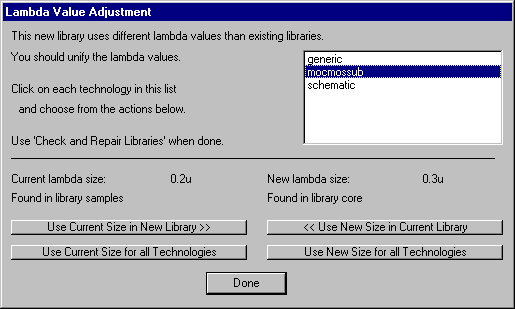 Lambda Value Adjustment
This new library uses different lambda values than existing libraries.
You should unify the lambda values.
generic
mocmossub
schematic
Click on each technology in this list
and choose from the actions below.
Use 'Check and Repair Libraries' when done.
Current lambda size: 0.2u
New lambda size: 0.3u
Found in library samples
Found in library core
Use Current Size in New Library >>
<< Use New Size in Current Library
Use Current Size for all Technologies
Use New Size for all Technologies
Done